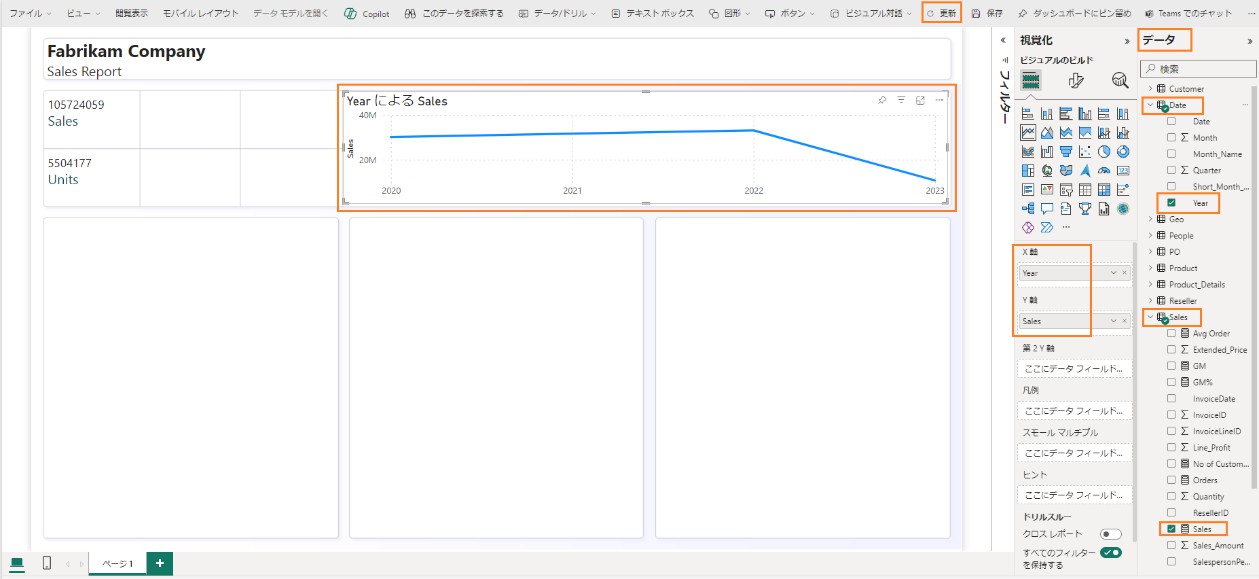 ファイル ビュー 閲覧表示 モバイル レイアウト データ モデルを開く Copilot このデータを探索する データ/ドリル テキスト ボックス 図形 ボタン ビジュアル対話 更新 保存 ダッシュボードにピン留め Teams でのチャット ...
Fabrikam Company
Sales Report
105724059
Sales
5504177
Units
Year による Sales
40M
20M
Sales
2020 2021 2022 2023
フィルター
視覚化
ビジュアルのビルド
X 軸
Year
Y 軸
Sales
第 2 Y 軸
ここにデータ フィールド...
凡例
ここにデータ フィールド...
スモール マルチプル
ここにデータ フィールド...
ヒント
ここにデータ フィールド...
ドリルスルー
クロス レポート
すべてのフィルター
を保持する
データ
検索
Customer
Date
Date
Month
Month_Name
Quarter
Short_Month_...
Year
Geo
People
PO
Product
Product_Details
Reseller
Sales
Avg Order
Extended_Price
GM
GM%
InvoiceDate
InvoiceID
InvoiceLineID
Line_Profit
No of Custom...
Orders
Quantity
ResellerID
Sales
Sales_Amount
SalespersonPe...
ページ 1
+